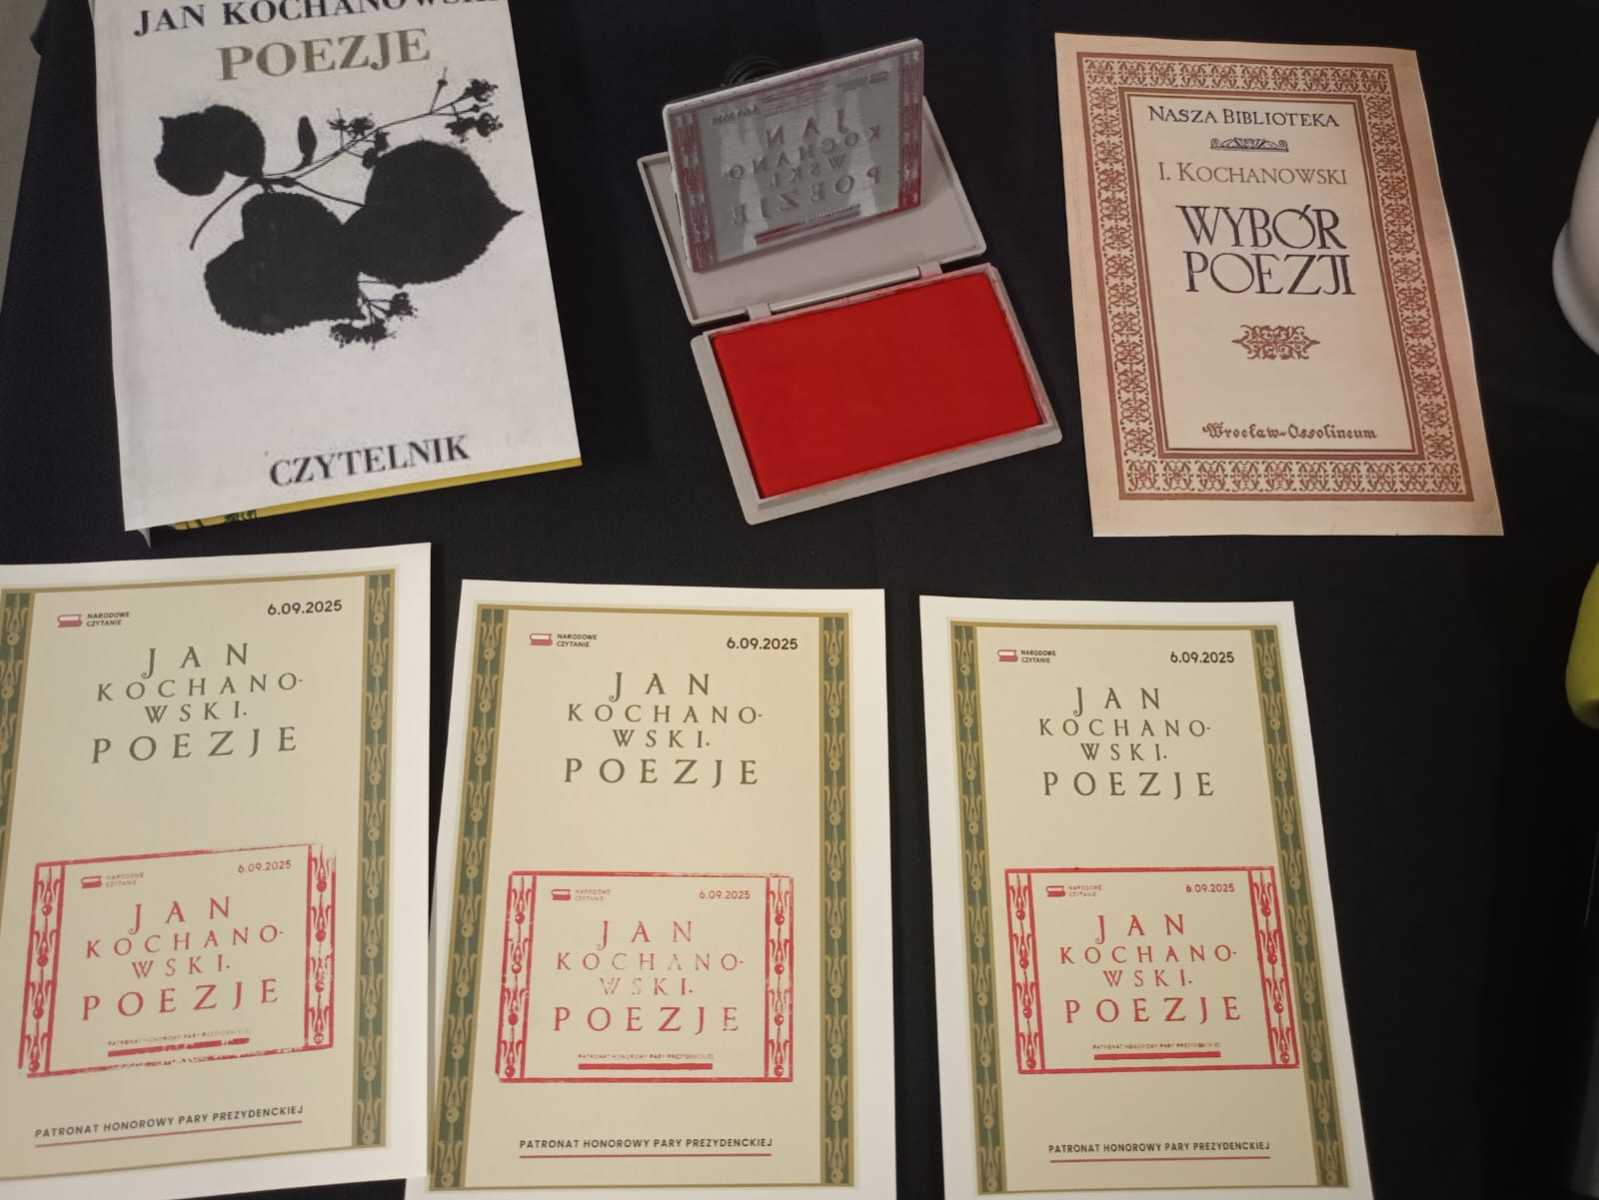 JAN KOCHANOWSKI
POEZJE
CZYTELNIK
JAN
KOCHANO
WSKI.
POEZJE
NASZA BIBLIOTEKA
I. KOCHANOWSKI
WYBÓR
POEZJI
Wrocław-Ossolineum
NARODOWE
CZYTANIE
6.09.2025
JAN
KOCHANO-
WSKI.
POEZJE
NARODOWE
CZYTANIE
6.09.2025
JAN
KOCHANO-
WSKI.
POEZJE
PATRONAT HONOROWY PARY PREZYDENCKIEJ
PATRONAT HONOROWY PARY PREZYDENCKIEJ
NARODOWE
CZYTANIE
6.09.2025
JAN
KOCHANO-
WSKI.
POEZJE
NARODOWE
CZYTANIE
6.09.2025
JAN
KOCHANO-
WSKI.
POEZJE
PATRONAT HONOROWY PARY PREZYDENCKIEJ
PATRONAT HONOROWY PARY PREZYDENCKIEJ
NARODOWE
CZYTANIE
6.09.2025
JAN
KOCHANO-
WSKI.
POEZJE
NARODOWE
CZYTANIE
6.09.2025
JAN
KOCHANO-
WSKI.
POEZJE
PATRONAT HONOROWY PARY PREZYDENCKIEJ
PATRONAT HONOROWY PARY PREZYDENCKIEJ